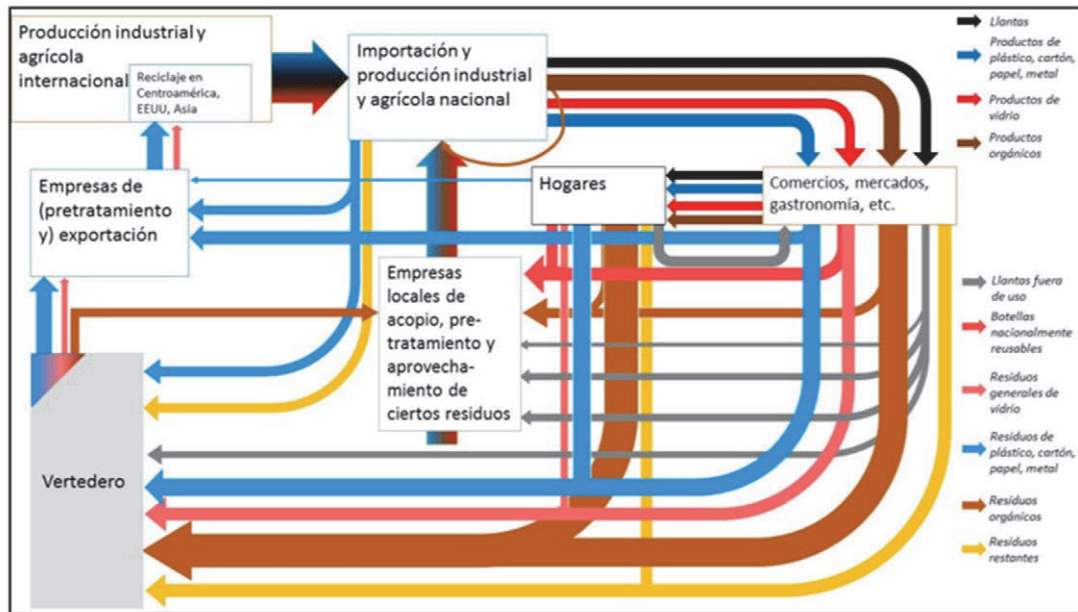 Producción industrial y
agrícola
internacional
Reciclaje en
Centroamérica,
EEUU, Asia
Importación y
producción industrial
y agrícola nacional
Llantas
Productos de
plástico, cartón,
papel, metal
Productos
de vidrio
Productos
orgánicos
Empresas de
(pretratamiento
y) exportación
Hogares
Comercios, mercados,
gastronomía, etc.
Empresas
locales de
acopio, pre-
tratamiento y
aprovecha-
miento de
ciertos residuos
Vertedero
Llantas fuera
de uso
Botellas
nacionalmente
reusables
Residuos
generales de
vidrio
Residuos de
plástico, cartón,
papel, metal
Residuos
orgánicos
Residuos
restantes